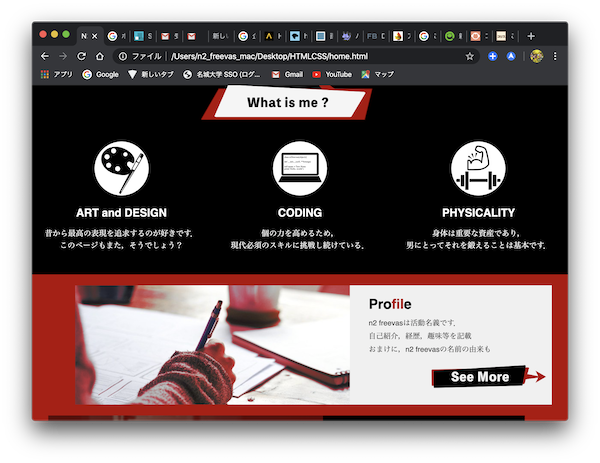 N
G
G
新しい
G
FB
G
G
ファイル | /Users/n2_freevas_mac/Desktop/HTMLCSS/home.html
アプリ
Google
新しいタブ
名城大学 SSO (ログ...
Gmail
YouTube
マップ
What is me ?
ART and DESIGN
CODING
PHYSICALITY
昔から最高の表現を追求するのが好きです．
このページもまた，そうでしょう？
個の力を高めるため，
現代必須のスキルに挑戦し続けている．
身体は重要な資産であり，
男にとってそれを鍛えることは基本です．
Profile
n2 freevasは活動名義です．
自己紹介，経歴，趣味等を記載
おまけに，n2 freevasの名前の由来も
See More